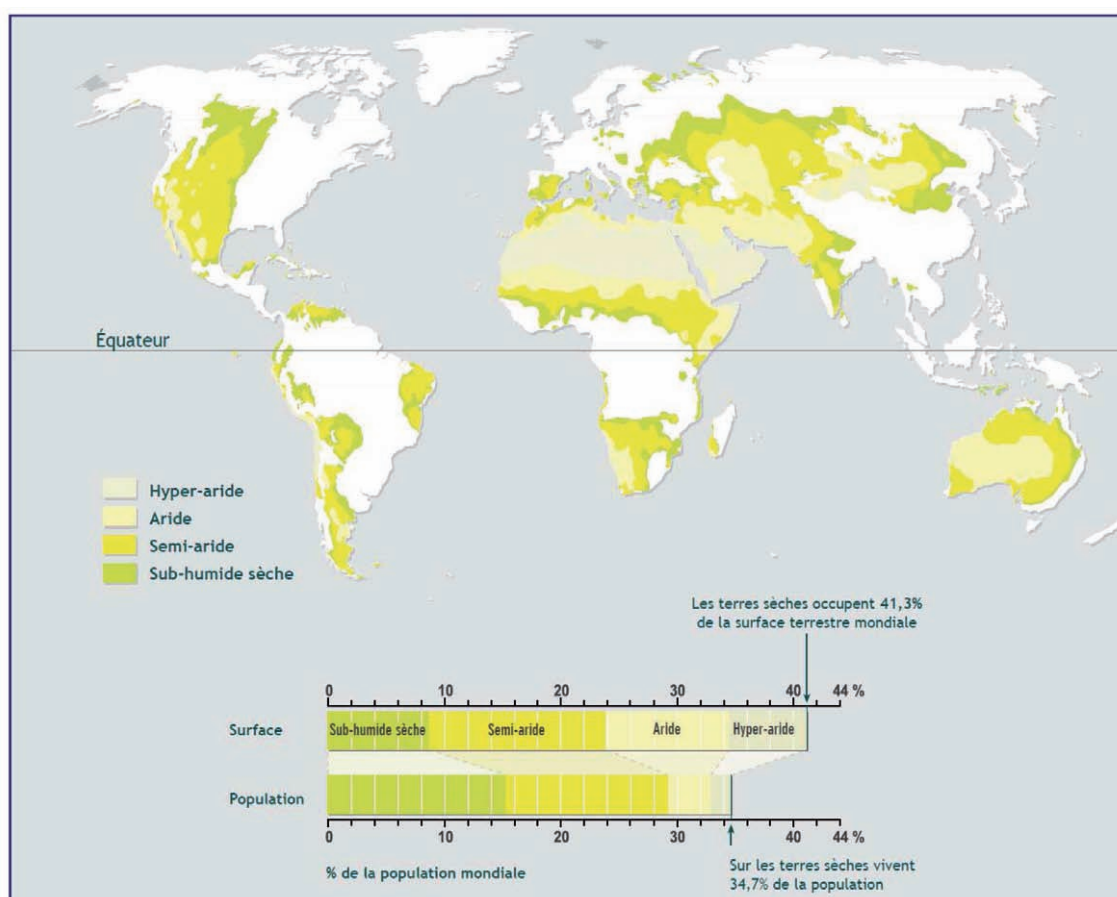 Équateur
Hyper-aride
Aride
Semi-aride
Sub-humide sèche
Les terres sèches occupent 41,3%
de la surface terrestre mondiale
0 10 20 30 40 44 %
Surface
Sub-humide sèche Semi-aride Aride Hyper-aride
Population
0 10 20 30 40 44 %
% de la population mondiale
Sur les terres sèches vivent
34,7% de la population